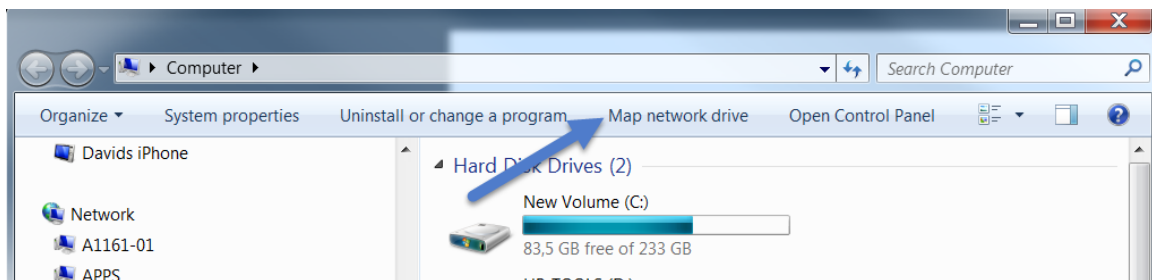 Computer
Search Computer
Organize
System properties
Uninstall or change a program
Map network drive
Open Control Panel
Davids iPhone
Network
A1161-01
APPS
Hard Disk Drives (2)
New Volume (C:)
83,5 GB free of 233 GB